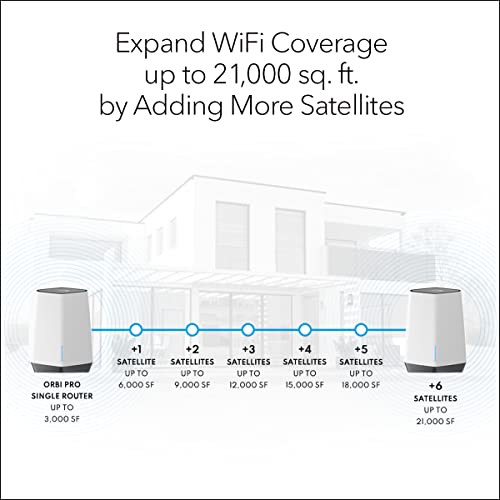 Expand WiFi Coverage
up to 21,000 sq. ft.
by Adding More Satellites
ORBI PRO
SINGLE ROUTER
UP TO
3,000 SF
+1
SATELLITE
UP TO
6,000 SF
+2
SATELLITES
UP TO
9,000 SF
+3
SATELLITES
UP TO
12,000 SF
+4
SATELLITES
UP TO
15,000 SF
+5
SATELLITES
UP TO
18,000 SF
+6
SATELLITES
UP TO
21,000 SF